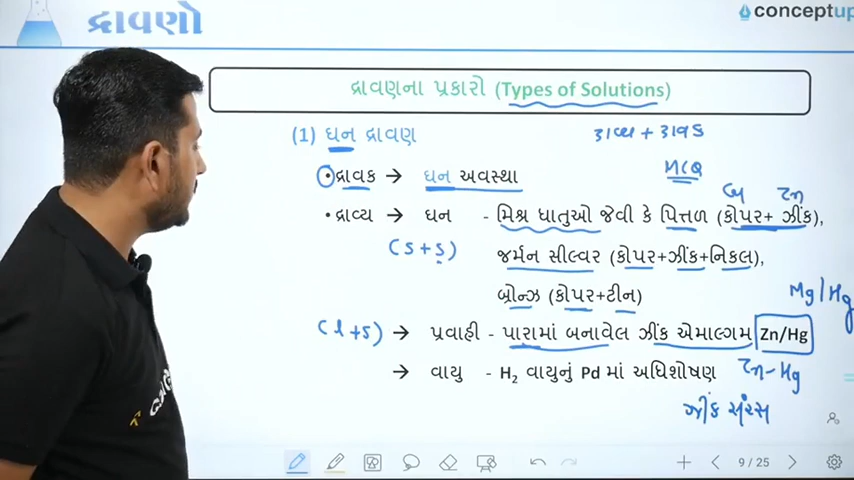 દ્રાવણો
conceptup
દ્રાવણના પ્રકારો (Types of Solutions)
(1) ઘન દ્રાવણ
દ્રાવ્ય + દ્રાવક
• દ્રાવક → ઘન અવસ્થા
MCQ
Cu Zn
• દ્રાવ્ય → ઘન - મિશ્ર ધાતુઓ જેવી કે પિત્તળ (કોપર+ ઝીંક),
(S+S) જર્મન સીલ્વર (કોપર+ઝીંક+નિકલ),
બ્રોન્ઝ (કોપર+ટીન)
Mg/Hg
(l+S) → પ્રવાહી - પારામાં બનાવેલ ઝીંક એમાલ્ગમ Zn/Hg
→ વાયુ - H₂ વાયુનું Pd માં અધિશોષણ
Zn-Hg
ઝીંક સંરસ
9 / 25